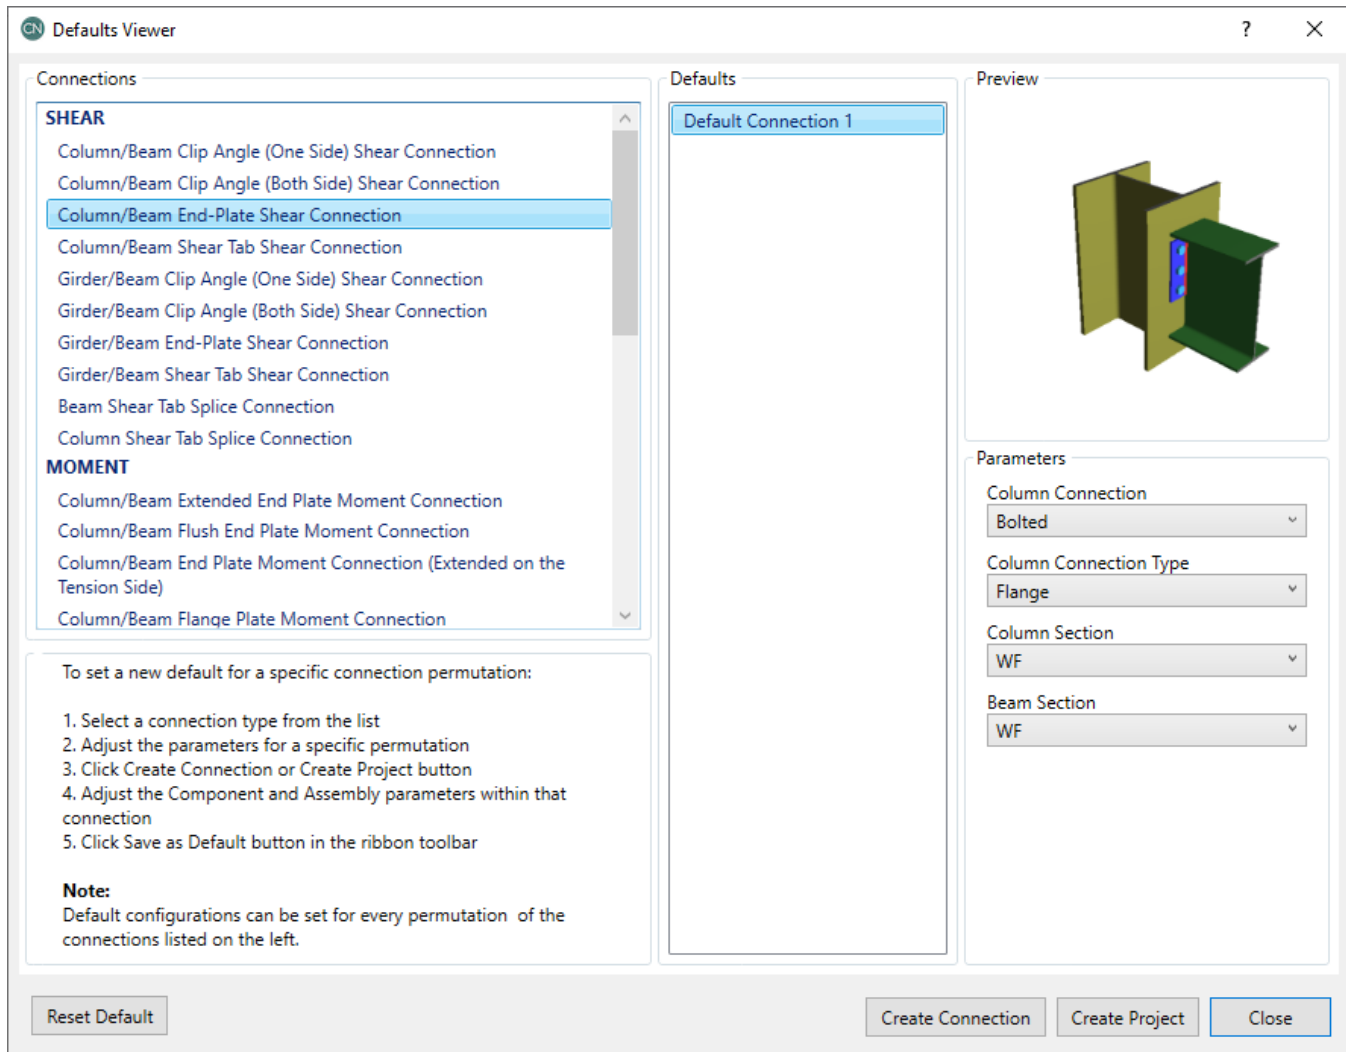 CN Defaults Viewer ?
Connections
SHEAR
Column/Beam Clip Angle (One Side) Shear Connection
Column/Beam Clip Angle (Both Side) Shear Connection
Column/Beam End-Plate Shear Connection
Column/Beam Shear Tab Shear Connection
Girder/Beam Clip Angle (One Side) Shear Connection
Girder/Beam Clip Angle (Both Side) Shear Connection
Girder/Beam End-Plate Shear Connection
Girder/Beam Shear Tab Shear Connection
Beam Shear Tab Splice Connection
Column Shear Tab Splice Connection
MOMENT
Column/Beam Extended End Plate Moment Connection
Column/Beam Flush End Plate Moment Connection
Column/Beam End Plate Moment Connection (Extended on the
Tension Side)
Column/Beam Flange Plate Moment Connection
To set a new default for a specific connection permutation:
1. Select a connection type from the list
2. Adjust the parameters for a specific permutation
3. Click Create Connection or Create Project button
4. Adjust the Component and Assembly parameters within that
connection
5. Click Save as Default button in the ribbon toolbar
Note:
Default configurations can be set for every permutation of the
connections listed on the left.
Defaults
Default Connection 1
Preview
Parameters
Column Connection
Bolted
Column Connection Type
Flange
Column Section
WF
Beam Section
WF
Reset Default
Create Connection
Create Project
Close